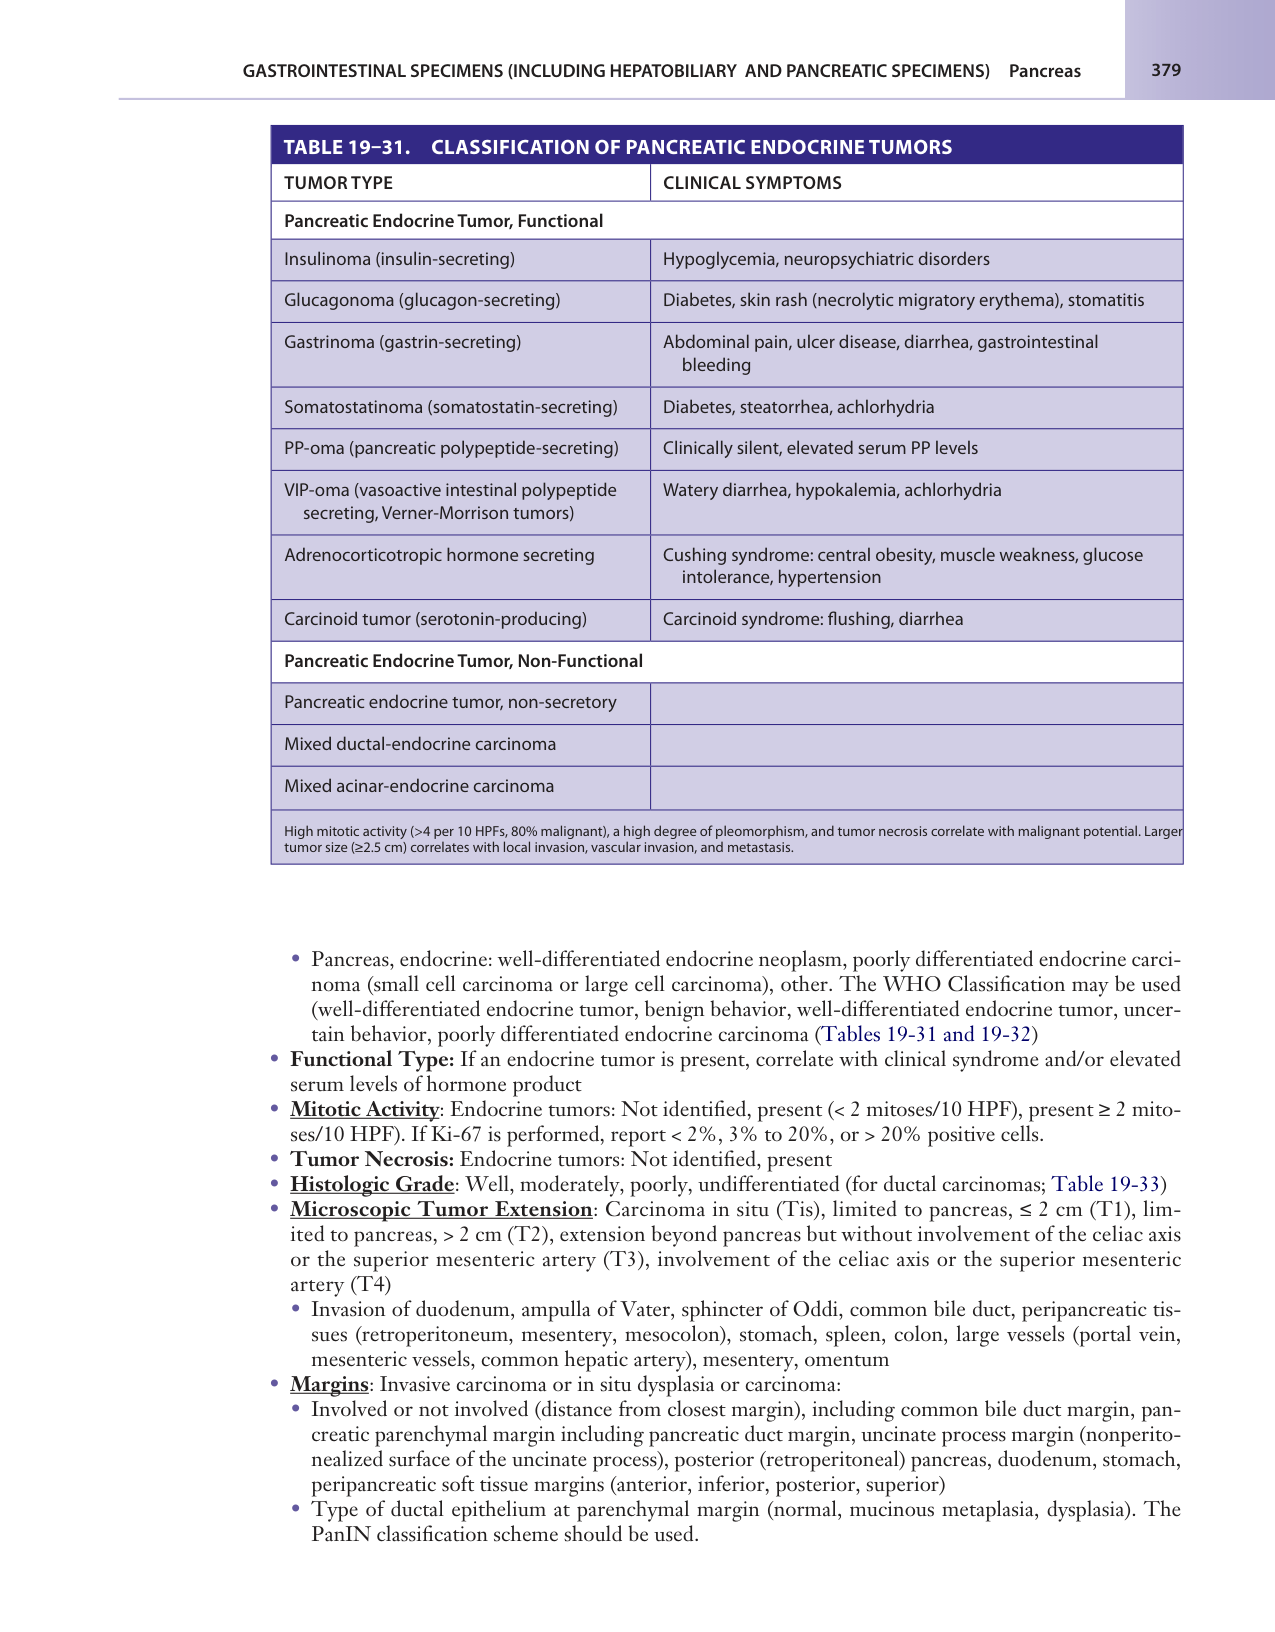 GASTROINTESTINAL SPECIMENS (INCLUDING HEPATOBILIARY AND PANCREATIC SPECIMENS) Pancreas 379
TABLE 19–31. CLASSIFICATION OF PANCREATIC ENDOCRINE TUMORS
TUMOR TYPE CLINICAL SYMPTOMS
Pancreatic Endocrine Tumor, Functional
Insulinoma (insulin-secreting) Hypoglycemia, neuropsychiatric disorders
Glucagonoma (glucagon-secreting) Diabetes, skin rash (necrolytic migratory erythema), stomatitis
Gastrinoma (gastrin-secreting) Abdominal pain, ulcer disease, diarrhea, gastrointestinal
bleeding
Somatostatinoma (somatostatin-secreting) Diabetes, steatorrhea, achlorhydria
PP-oma (pancreatic polypeptide-secreting) Clinically silent, elevated serum PP levels
VIP-oma (vasoactive intestinal polypeptide Watery diarrhea, hypokalemia, achlorhydria
secreting, Verner-Morrison tumors)
Adrenocorticotropic hormone secreting Cushing syndrome: central obesity, muscle weakness, glucose
intolerance, hypertension
Carcinoid tumor (serotonin-producing) Carcinoid syndrome: flushing, diarrhea
Pancreatic Endocrine Tumor, Non-Functional
Pancreatic endocrine tumor, non-secretory
Mixed ductal-endocrine carcinoma
Mixed acinar-endocrine carcinoma
High mitotic activity (>4 per 10 HPFs, 80% malignant), a high degree of pleomorphism, and tumor necrosis correlate with malignant potential. Larger
tumor size (≥2.5 cm) correlates with local invasion, vascular invasion, and metastasis.
• Pancreas, endocrine: well-differentiated endocrine neoplasm, poorly differentiated endocrine carci-
noma (small cell carcinoma or large cell carcinoma), other. The WHO Classification may be used
(well-differentiated endocrine tumor, benign behavior, well-differentiated endocrine tumor, uncer-
tain behavior, poorly differentiated endocrine carcinoma (Tables 19-31 and 19-32)
• Functional Type: If an endocrine tumor is present, correlate with clinical syndrome and/or elevated
serum levels of hormone product
• Mitotic Activity: Endocrine tumors: Not identified, present (< 2 mitoses/10 HPF), present ≥ 2 mito-
ses/10 HPF). If Ki-67 is performed, report < 2%, 3% to 20%, or > 20% positive cells.
• Tumor Necrosis: Endocrine tumors: Not identified, present
• Histologic Grade: Well, moderately, poorly, undifferentiated (for ductal carcinomas; Table 19-33)
• Microscopic Tumor Extension: Carcinoma in situ (Tis), limited to pancreas, ≤ 2 cm (T1), lim-
ited to pancreas, > 2 cm (T2), extension beyond pancreas but without involvement of the celiac axis
or the superior mesenteric artery (T3), involvement of the celiac axis or the superior mesenteric
artery (T4)
• Invasion of duodenum, ampulla of Vater, sphincter of Oddi, common bile duct, peripancreatic tis-
sues (retroperitoneum, mesentery, mesocolon), stomach, spleen, colon, large vessels (portal vein,
mesenteric vessels, common hepatic artery), mesentery, omentum
• Margins: Invasive carcinoma or in situ dysplasia or carcinoma:
• Involved or not involved (distance from closest margin), including common bile duct margin, pan-
creatic parenchymal margin including pancreatic duct margin, uncinate process margin (nonperito-
nealized surface of the uncinate process), posterior (retroperitoneal) pancreas, duodenum, stomach,
peripancreatic soft tissue margins (anterior, inferior, posterior, superior)
• Type of ductal epithelium at parenchymal margin (normal, mucinous metaplasia, dysplasia). The
PanIN classification scheme should be used.